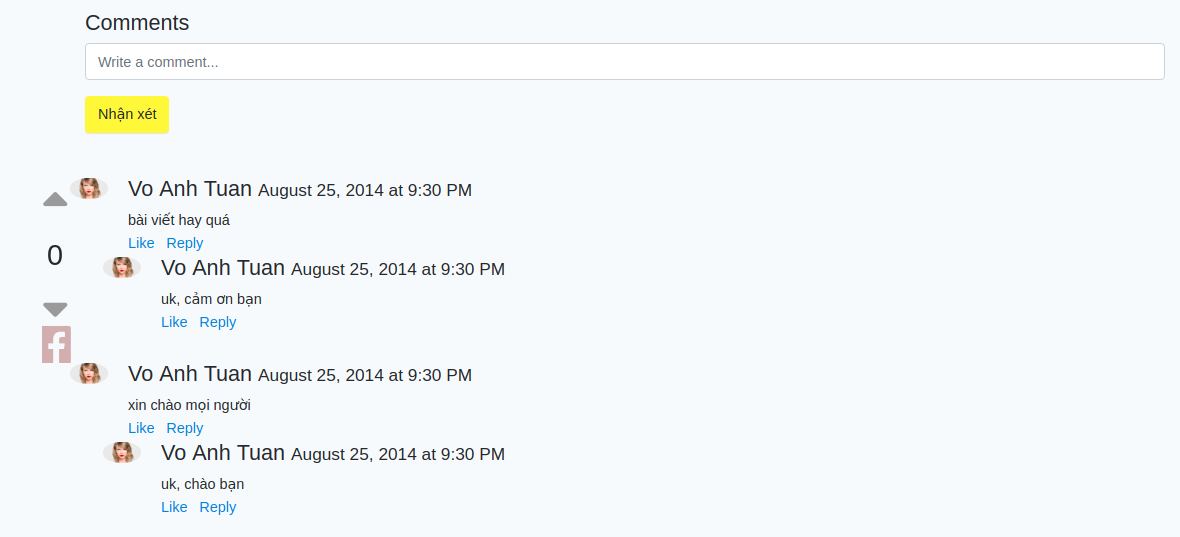 Comments
Write a comment...
Nhận xét
Vo Anh Tuan August 25, 2014 at 9:30 PM
bài viết hay quá
Like Reply
0
Vo Anh Tuan August 25, 2014 at 9:30 PM
uk, cảm ơn bạn
Like Reply
Vo Anh Tuan August 25, 2014 at 9:30 PM
xin chào mọi người
Like Reply
Vo Anh Tuan August 25, 2014 at 9:30 PM
uk, chào bạn
Like Reply